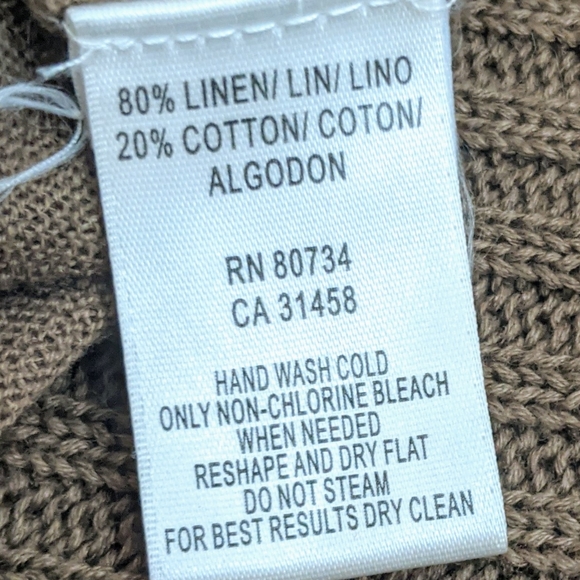 80% LINEN/ LIN/ LINO
20% COTTON/ COTON/
ALGODON
RN 80734
CA 31458
HAND WASH COLD
ONLY NON-CHLORINE BLEACH
WHEN NEEDED
RESHAPE AND DRY FLAT
DO NOT STEAM
FOR BEST RESULTS DRY CLEAN